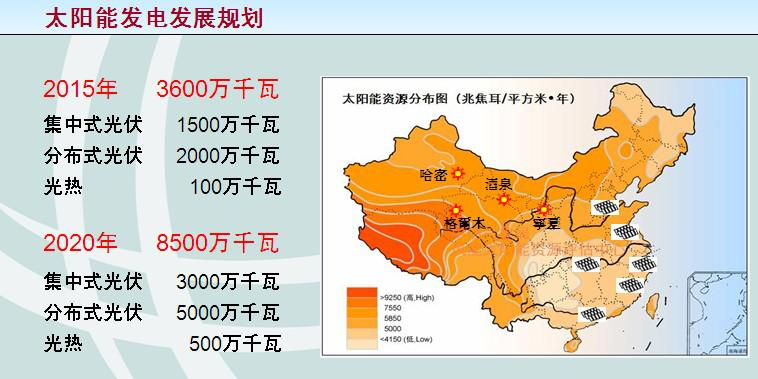 太阳能发电发展规划
2015年 3600万千瓦
集中式光伏 1500万千瓦
分布式光伏 2000万千瓦
光热 100万千瓦
2020年 8500万千瓦
集中式光伏 3000万千瓦
分布式光伏 5000万千瓦
光热 500万千瓦
太阳能资源分布图（兆焦耳/平方米•年）
哈密
酒泉
格爾木
寧夏
>9250 (高,High)
7550
5850
5000
<4150 (低,Low)